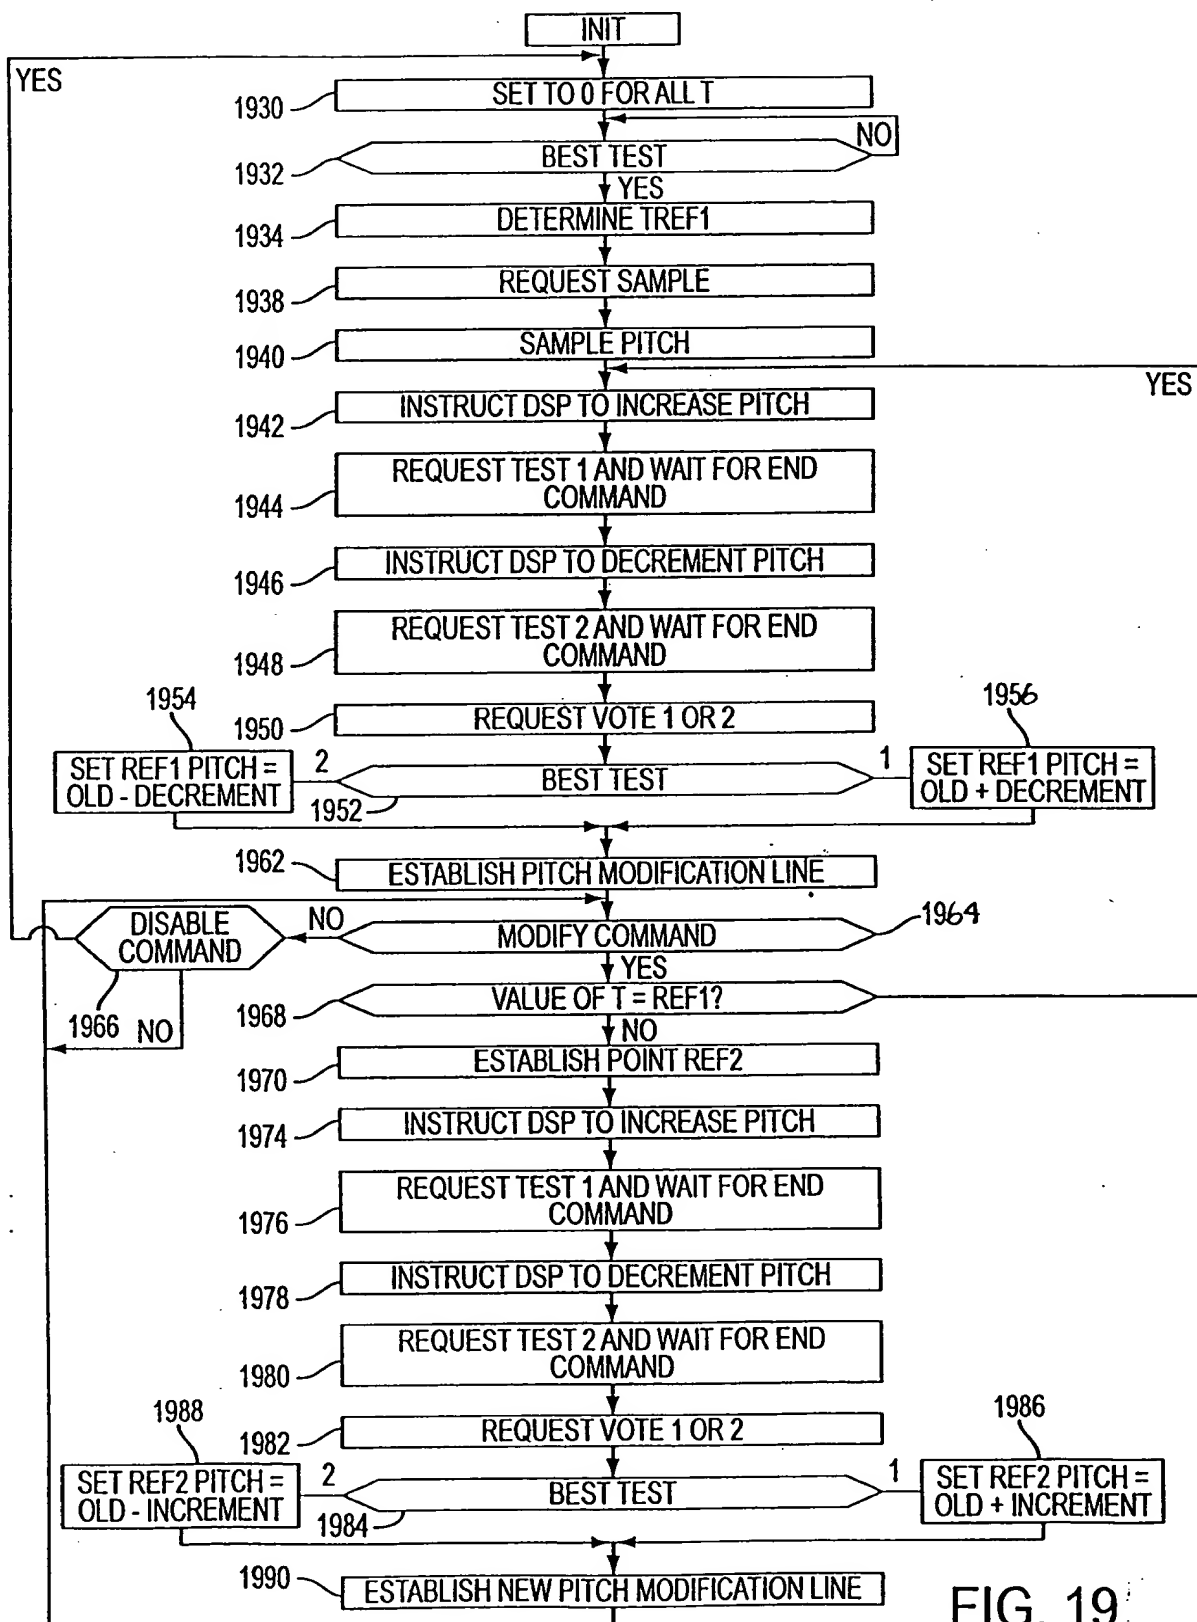 INIT
YES
1930
SET TO 0 FOR ALL T
NO
1932
BEST TEST
YES
1934
DETERMINE TREF1
1938
REQUEST SAMPLE
1940
SAMPLE PITCH
YES
1942
INSTRUCT DSP TO INCREASE PITCH
1944
REQUEST TEST 1 AND WAIT FOR END
COMMAND
1946
INSTRUCT DSP TO DECREMENT PITCH
1948
REQUEST TEST 2 AND WAIT FOR END
COMMAND
1954
1956
1950
REQUEST VOTE 1 OR 2
SET REF1 PITCH =
OLD - DECREMENT
2
BEST TEST
1952
1
SET REF1 PITCH =
OLD + DECREMENT
1962
ESTABLISH PITCH MODIFICATION LINE
DISABLE
COMMAND
NO
MODIFY COMMAND
1964
YES
1966
NO
1968
VALUE OF T = REF1?
NO
1970
ESTABLISH POINT REF2
1974
INSTRUCT DSP TO INCREASE PITCH
1976
REQUEST TEST 1 AND WAIT FOR END
COMMAND
1978
INSTRUCT DSP TO DECREMENT PITCH
1980
REQUEST TEST 2 AND WAIT FOR END
COMMAND
1988
1986
1982
REQUEST VOTE 1 OR 2
SET REF2 PITCH =
OLD - INCREMENT
2
BEST TEST
1984
1
SET REF2 PITCH =
OLD + INCREMENT
1990
ESTABLISH NEW PITCH MODIFICATION LINE
FIG. 19